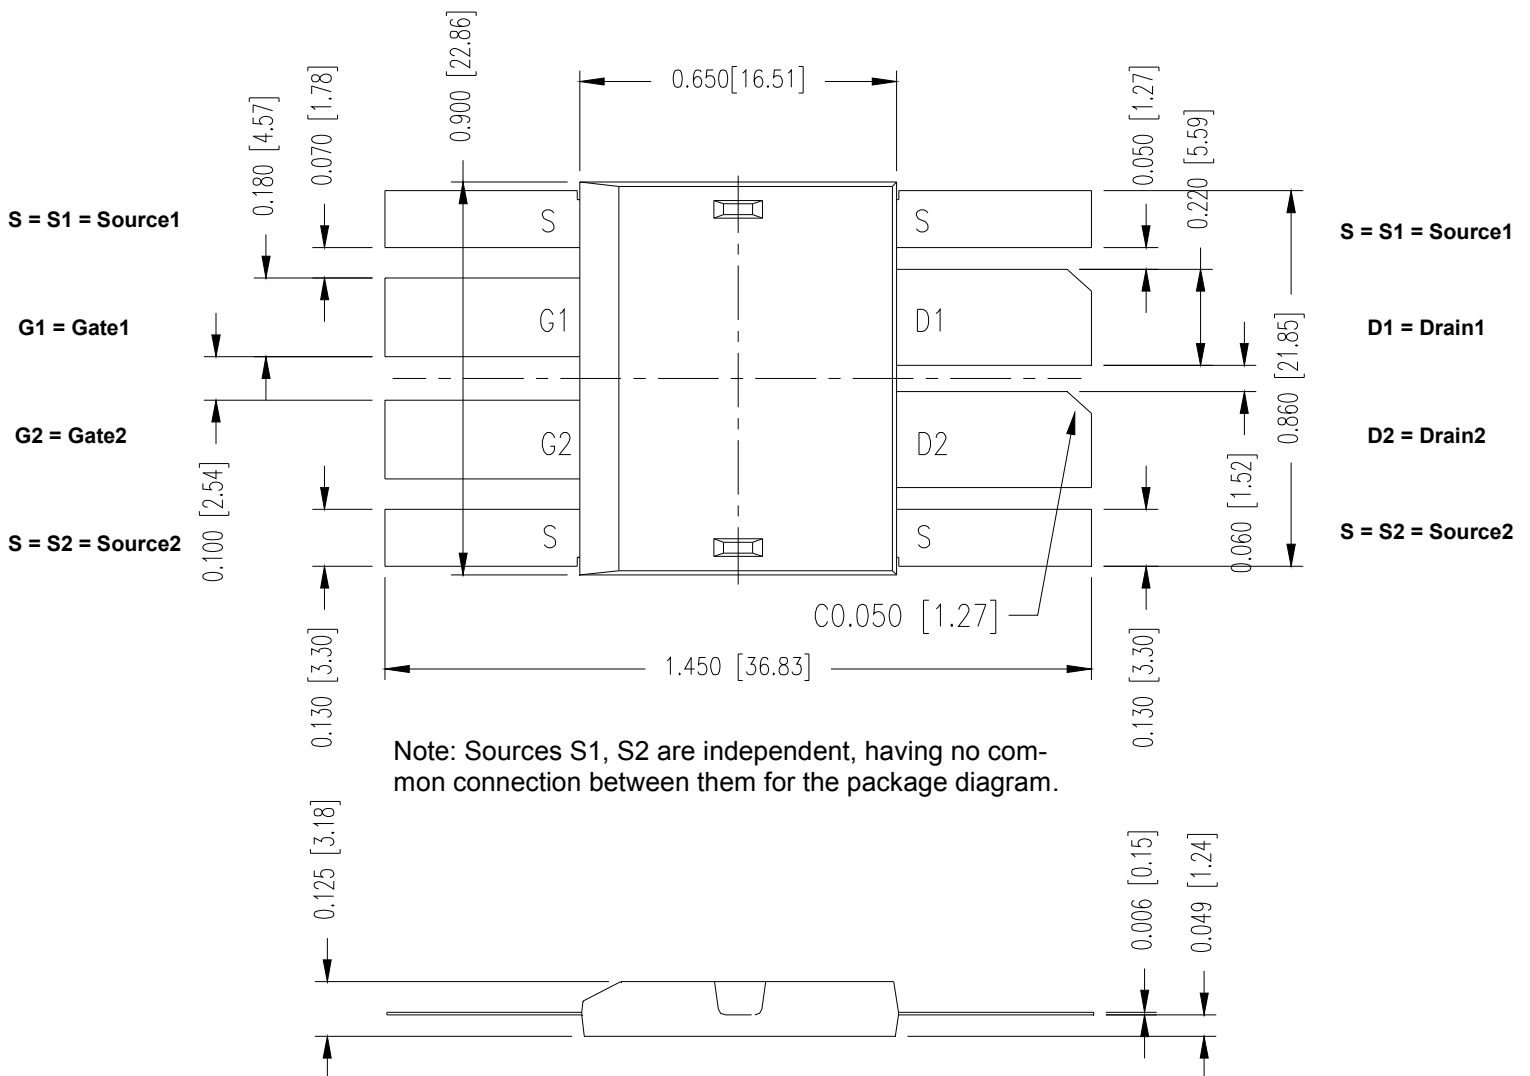 0.900 [22.86]
0.650[16.51]
0.070 [1.78]
0.180 [4.57]
0.050 [1.27]
0.220 [5.59]
S = S1 = Source1
S
S
S = S1 = Source1
G1 = Gate1
G1
D1
D1 = Drain1
0.860 [21.85]
G2 = Gate2
G2
D2
D2 = Drain2
0.100 [2.54]
0.060 [1.52]
S = S2 = Source2
S
S
S = S2 = Source2
C0.050 [1.27]
0.130 [3.30]
1.450 [36.83]
0.130 [3.30]
Note: Sources S1, S2 are independent, having no com-
mon connection between them for the package diagram.
0.125 [3.18]
0.006 [0.15]
0.049 [1.24]